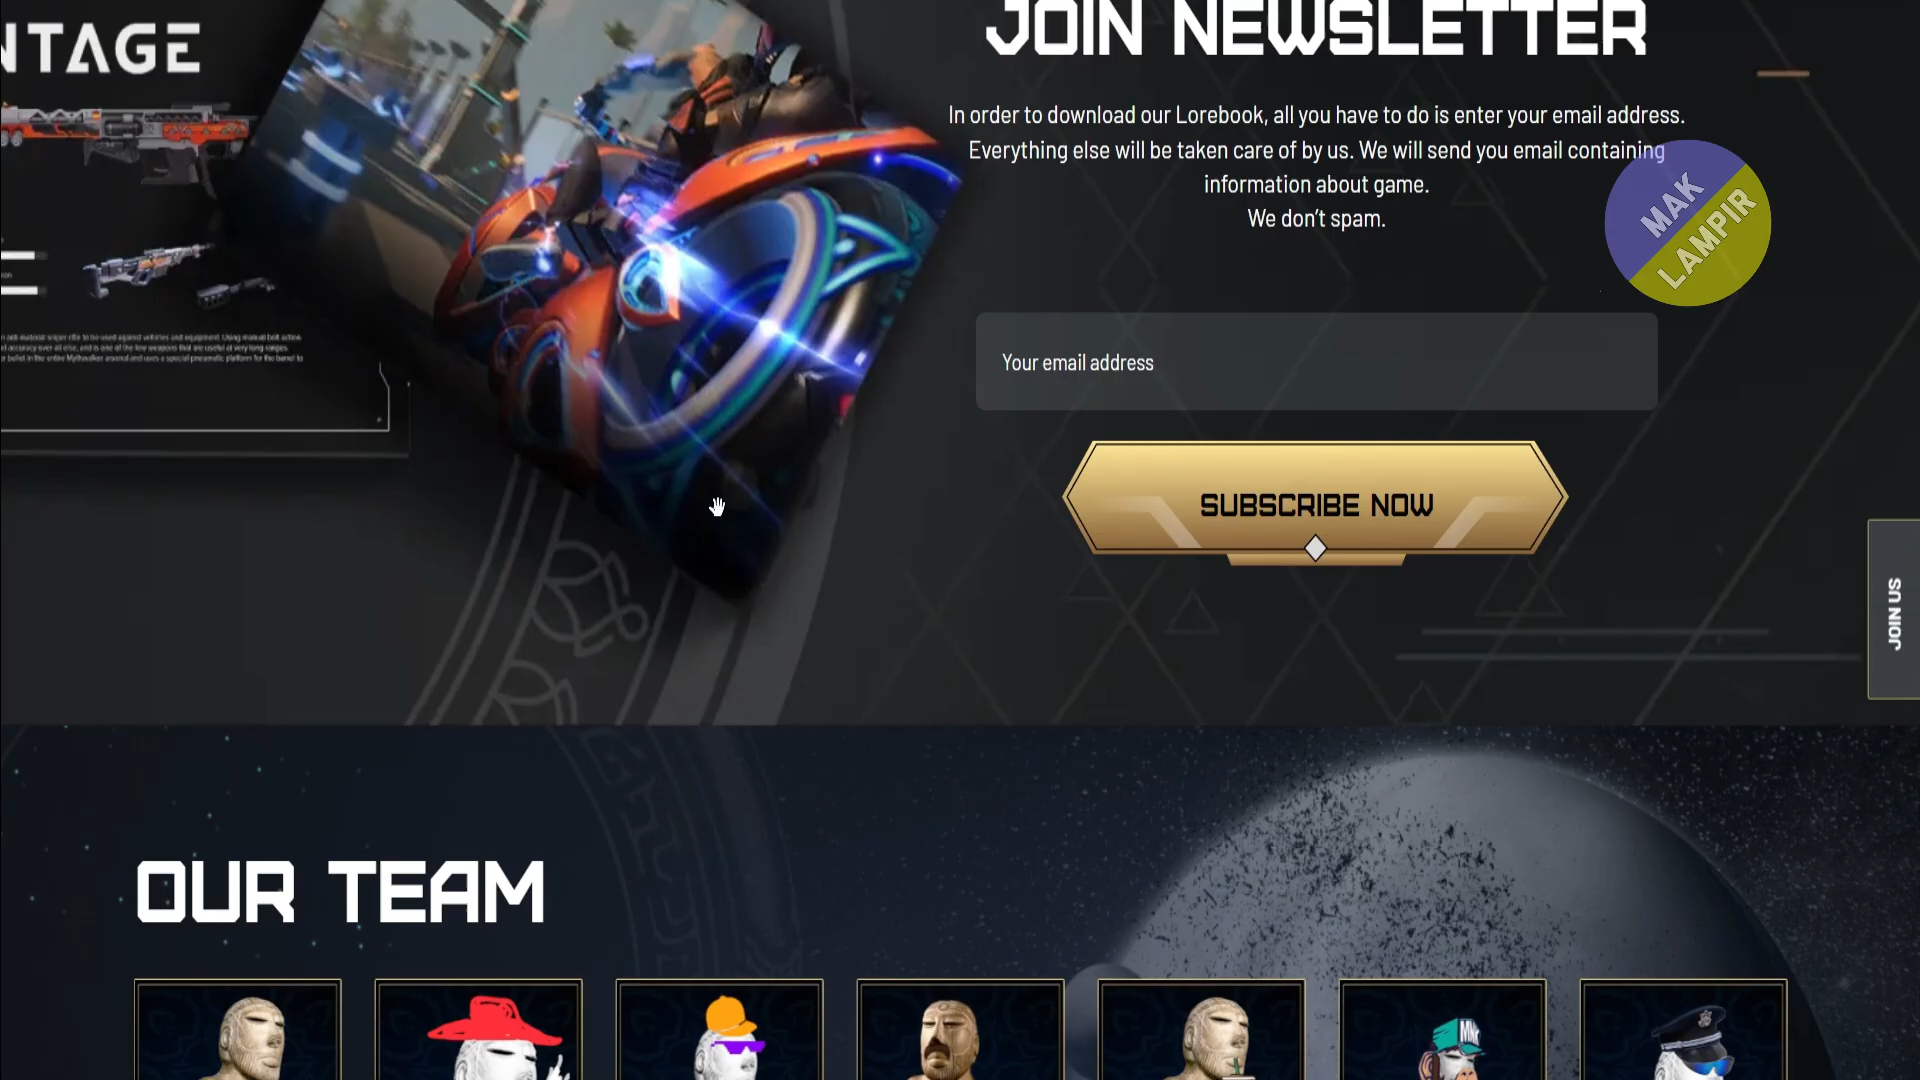 NTAGE
JOIN NEWSLETTER
In order to download our Lorebook, all you have to do is enter your email address.
Everything else will be taken care of by us. We will send you email containing
information about game.
We don't spam.
MAK
LAMPIR
Your email address
SUBSCRIBE NOW
JOIN US
OUR TEAM